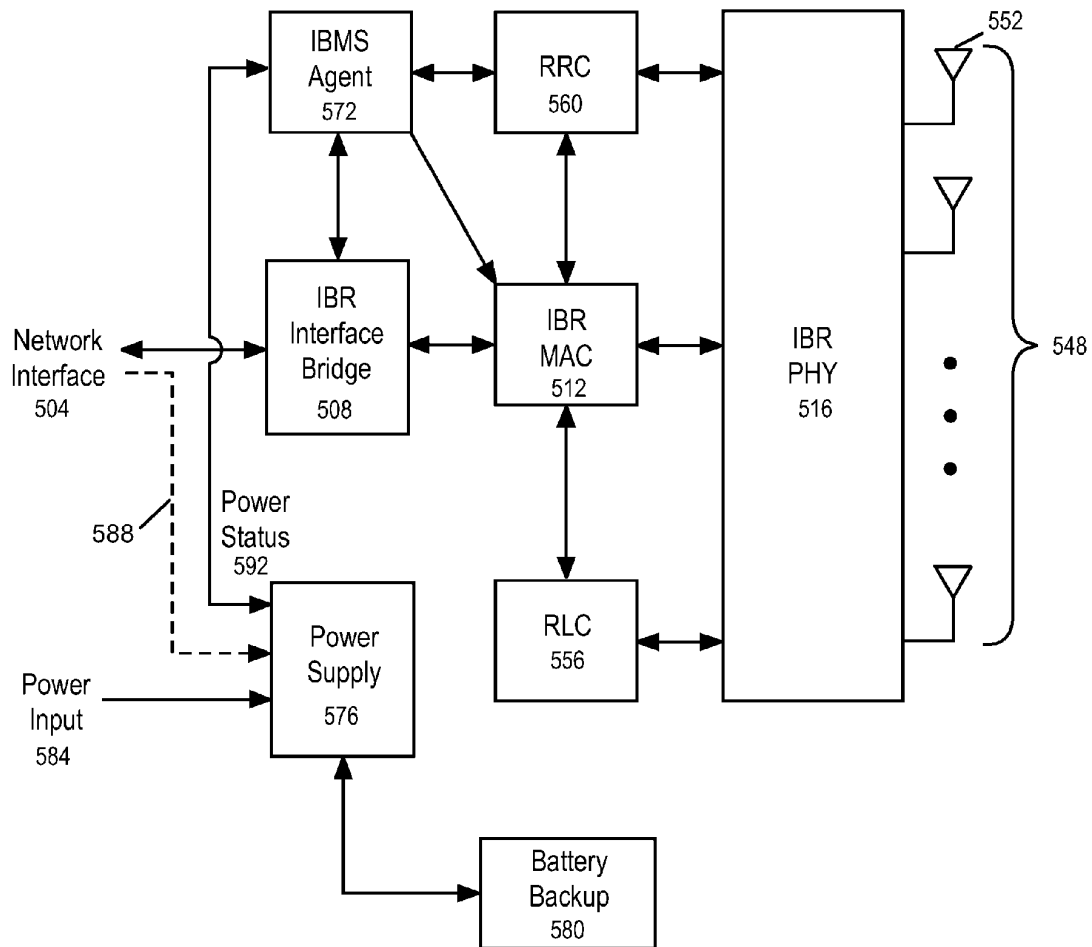 552
IBMS
Agent
572
RRC
560
IBR
Interface
Bridge
508
IBR
MAC
512
IBR
PHY
516
548
Network
Interface
504
588
Power
Status
592
Power
Supply
576
RLC
556
Power
Input
584
Battery
Backup
580